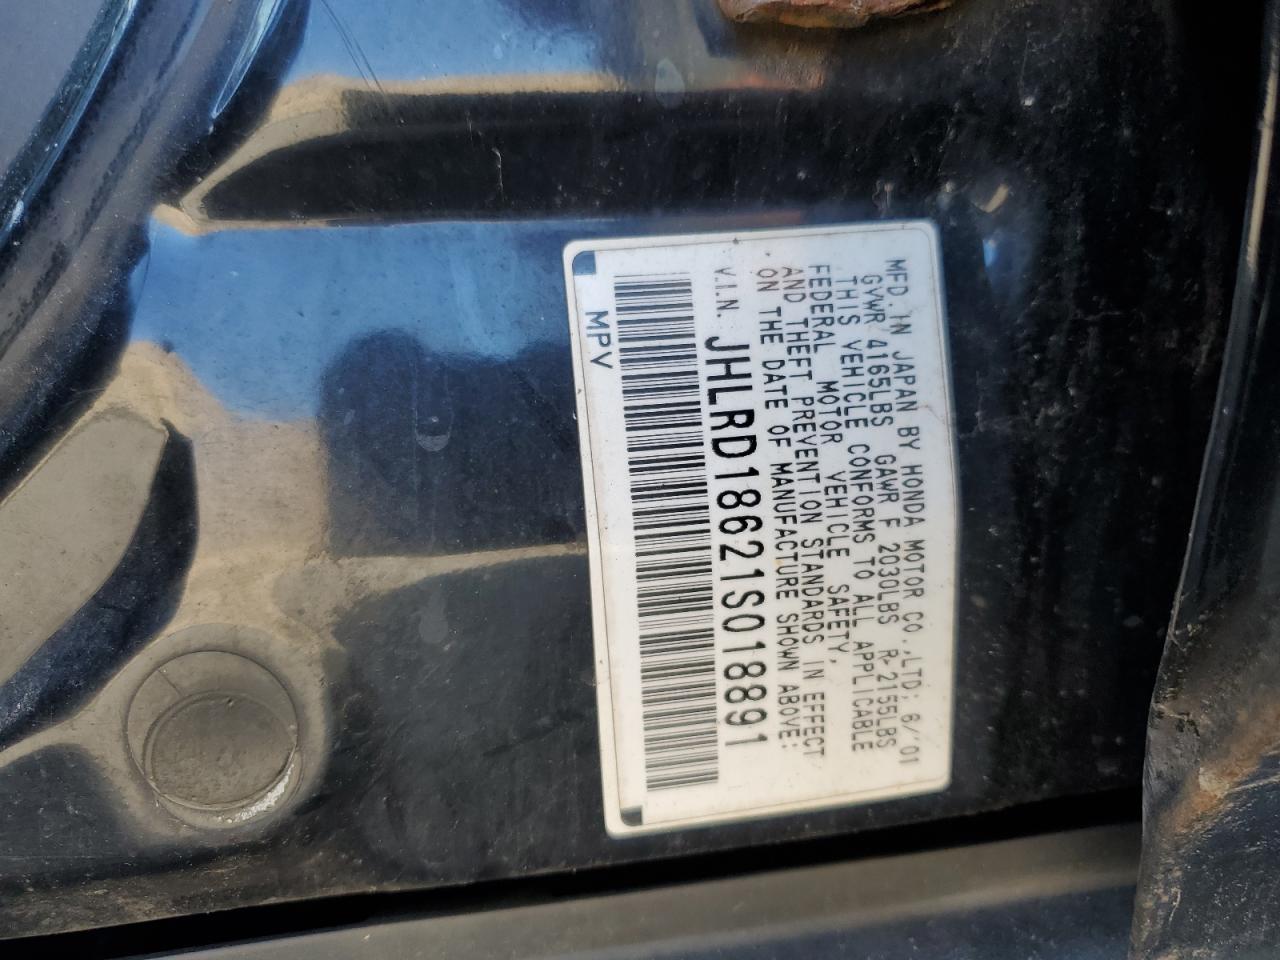 MFD. IN JAPAN BY HONDA MOTOR CO.,LTD; 6/'01
GVWR 4165LBS GAWR F 2030LBS R-2155LBS
THIS VEHICLE CONFORMS TO ALL APPLICABLE
FEDERAL MOTOR VEHICLE SAFETY,
AND THEFT PREVENTION STANDARDS IN EFFECT
ON THE DATE OF MANUFACTURE SHOWN ABOVE:
V.I.N. JHLRD18621S018891
MPV